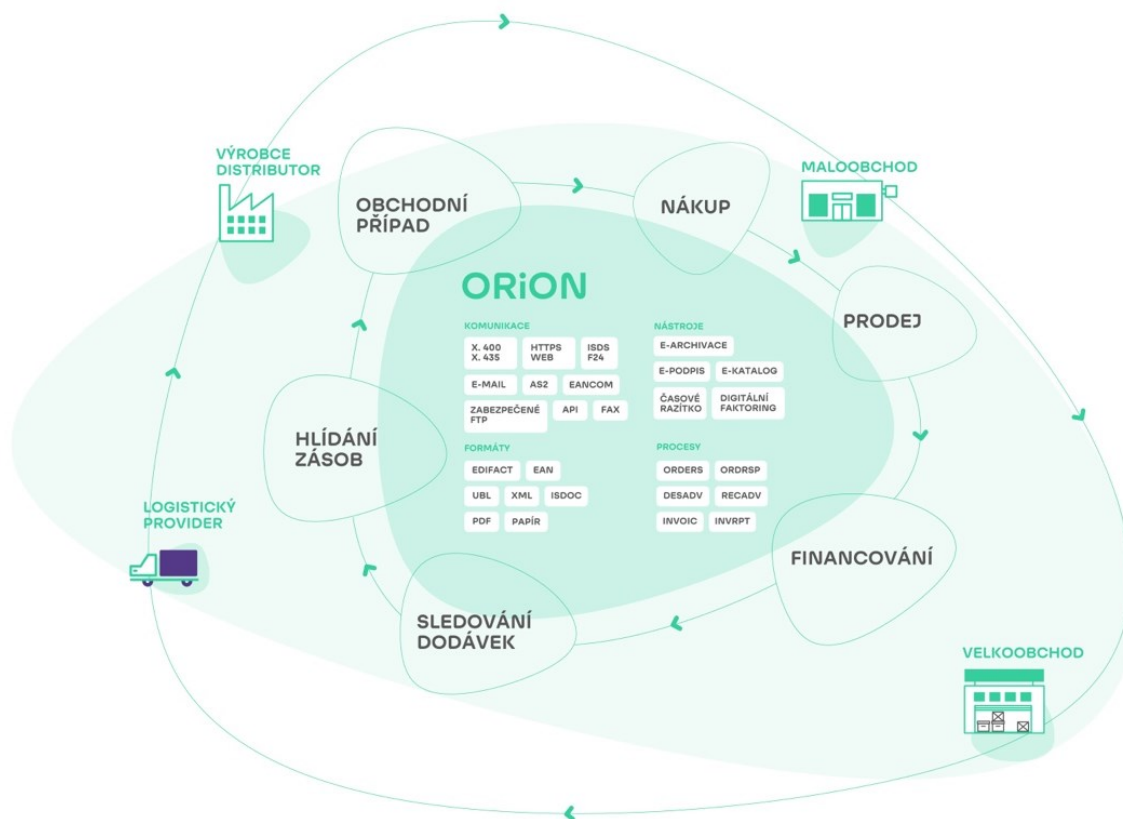 VÝROBCE
DISTRIBUTOR
OBCHODNÍ
PŘÍPAD
NÁKUP
MALOOBCHOD
PRODEJ
ORiON
KOMUNIKACE
X. 400
X. 435
HTTPS
WEB
ISDS
F24
E-MAIL
AS2
EANCOM
ZABEZPEČENÉ
FTP
API
FAX
NÁSTROJE
E-ARCHIVACE
E-PODPIS
E-KATALOG
ČASOVÉ
RAZÍTKO
DIGITÁLNÍ
FAKTORING
FORMÁTY
EDIFACT
EAN
UBL
XML
ISDOC
PDF
PAPÍR
PROCESY
ORDERS
ORDRSP
DESADV
RECADV
INVOIC
INVRPT
HLÍDÁNÍ
ZÁSOB
LOGISTICKÝ
PROVIDER
FINANCOVÁNÍ
SLEDOVÁNÍ
DODÁVEK
VELKOOBCHOD